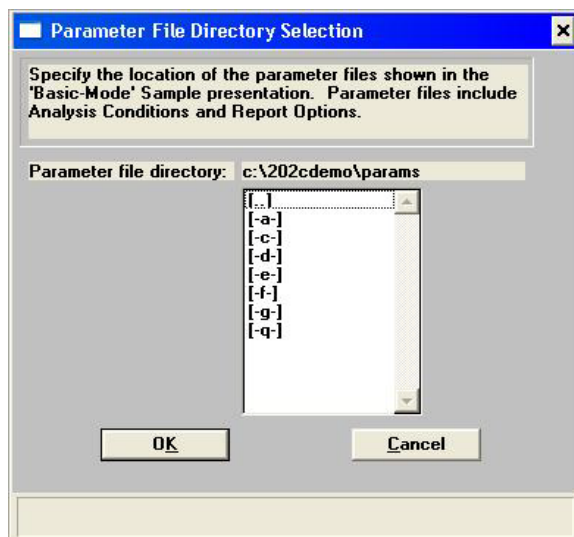 Parameter File Directory Selection
Specify the location of the parameter files shown in the
'Basic-Mode' Sample presentation. Parameter files include
Analysis Conditions and Report Options.
Parameter file directory: c:\202cdemo\params
[..]
[-a-]
[-c-]
[-d-]
[-e-]
[-f-]
[-g-]
[-q-]
OK Cancel